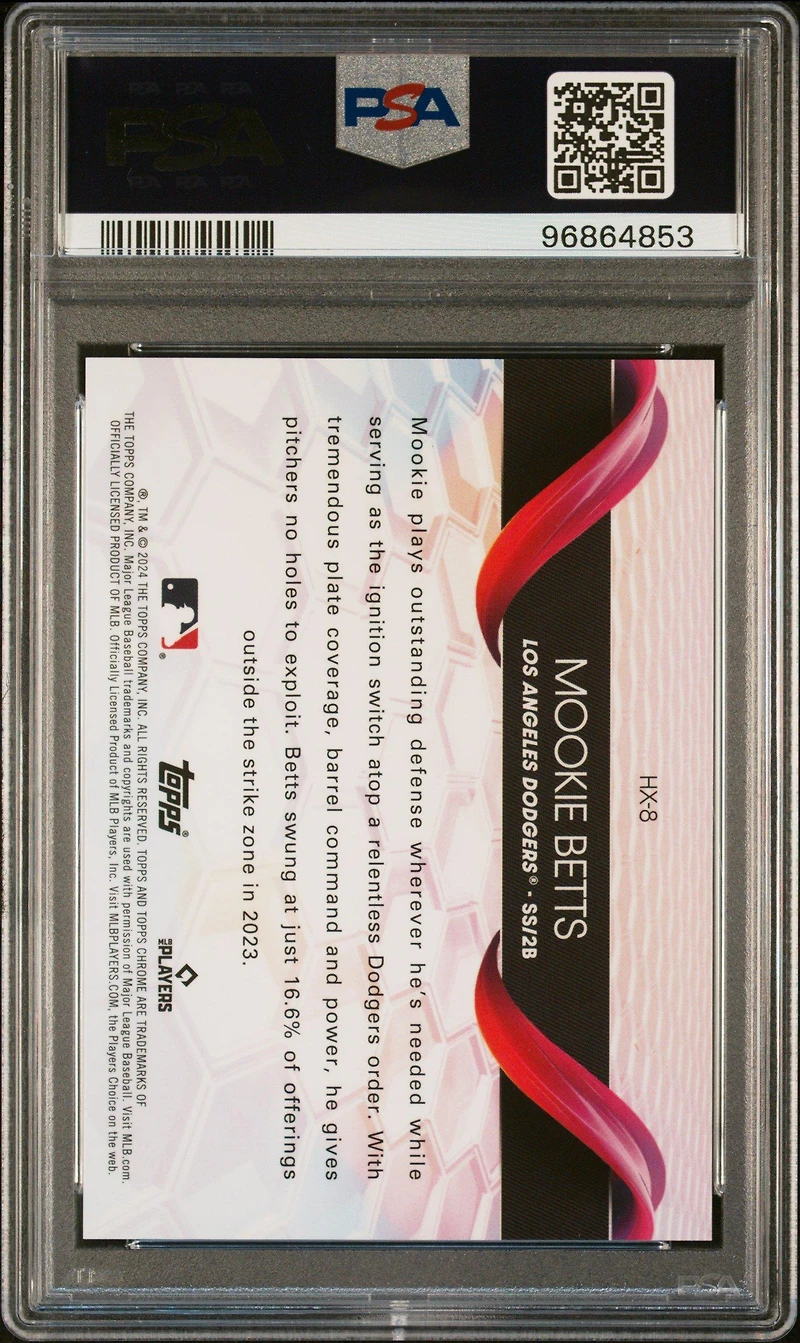 PSA
PSA
96864853
HX-8
MOOKIE BETTS
LOS ANGELES DODGERS® - SS/2B
Mookie plays outstanding defense wherever he's needed while
serving as the ignition switch atop a relentless Dodgers order. With
tremendous plate coverage, barrel command and power, he gives
pitchers no holes to exploit. Betts swung at just 16.6% of offerings
outside the strike zone in 2023.
®
topps®
MLB PLAYERS
® TM & © 2024 THE TOPPS COMPANY, INC. ALL RIGHTS RESERVED. TOPPS AND TOPPS CHROME ARE TRADEMARKS OF
THE TOPPS COMPANY, INC. Major League Baseball trademarks and copyrights are used with permission of Major League Baseball. Visit MLB.com.
OFFICIALLY LICENSED PRODUCT OF MLB Players, Inc. Visit MLBPLAYERS.COM, the Players Choice on the web.
PSA